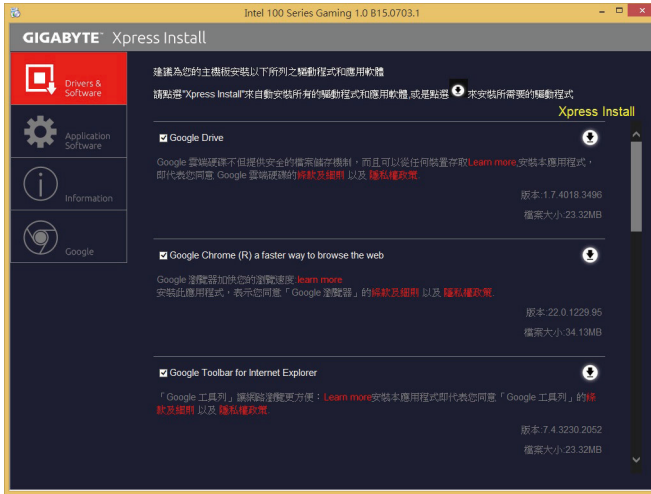 Intel 100 Series Gaming 1.0 B15.0703.1
GIGABYTE™ Xpress Install
Drivers & Software
Application Software
Information
Google
建議為您的主機板安裝以下所列之驅動程式和應用軟體
請點選"Xpress Install"來自動安裝所有的驅動程式和應用軟體,或是點選 來安裝所需要的驅動程式
Xpress Install
Google Drive
Google 雲端硬碟不但提供安全的檔案儲存機制，而且可以從任何裝置存取Learn more,安裝本應用程式，
即代表您同意 Google 雲端硬碟的條款及細則 以及 隱私權政策.
版本:1.7.4018.3496
檔案大小:23.32MB
Google Chrome (R) a faster way to browse the web
Google 瀏覽器加快您的瀏覽速度:learn more
安裝此應用程式，表示您同意「Google 瀏覽器」的條款及細則 以及 隱私權政策.
版本:22.0.1229.95
檔案大小:34.13MB
Google Toolbar for Internet Explorer
「Google 工具列」讓網路瀏覽更方便：Learn more安裝本應用程式即代表您同意「Google 工具列」的條
款及細則 以及 隱私權政策
版本:7.4.3230.2052
檔案大小:23.32MB